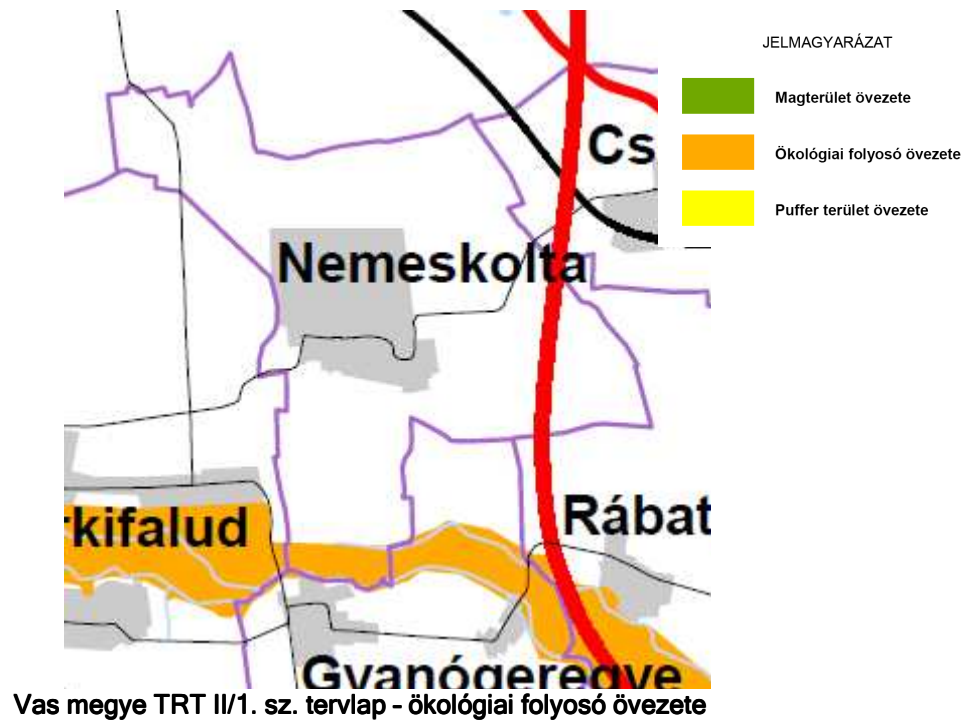 JELMAGYARÁZAT
Magterület övezete
Ökológiai folyosó övezete
Puffer terület övezete
Cs
Nemeskolta
Rábat
rkifalud
Gyanógeregye
Vas megye TRT II/1. sz. tervlap - ökológiai folyosó övezete